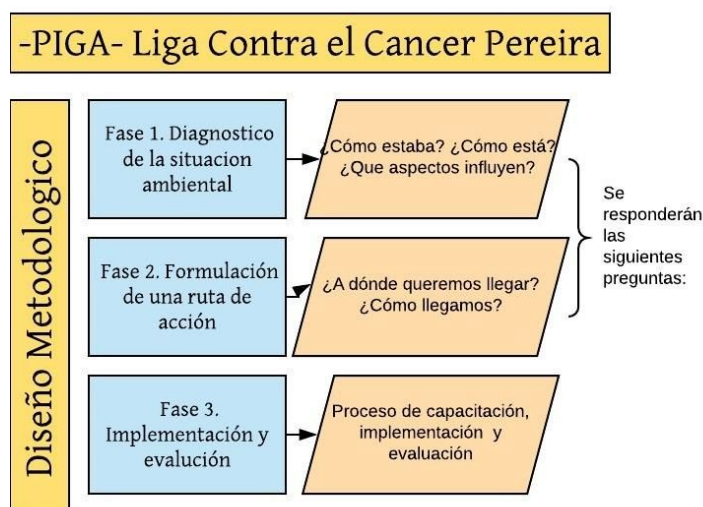 -PIGA- Liga Contra el Cancer Pereira
Diseño Metodologico
Fase 1. Diagnostico
de la situacion
ambiental
¿Cómo estaba? ¿Cómo está?
¿Que aspectos influyen?
Se
responderán
las
siguientes
preguntas:
Fase 2. Formulación
de una ruta de
acción
¿A dónde queremos llegar?
¿Cómo llegamos?
Fase 3.
Implementación y
evalución
Proceso de capacitación,
implementación y
evaluación